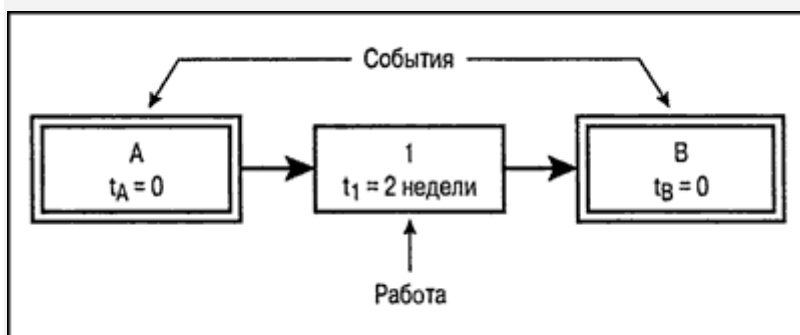 События
A
tA = 0
1
t1 = 2 недели
B
tB = 0
Работа